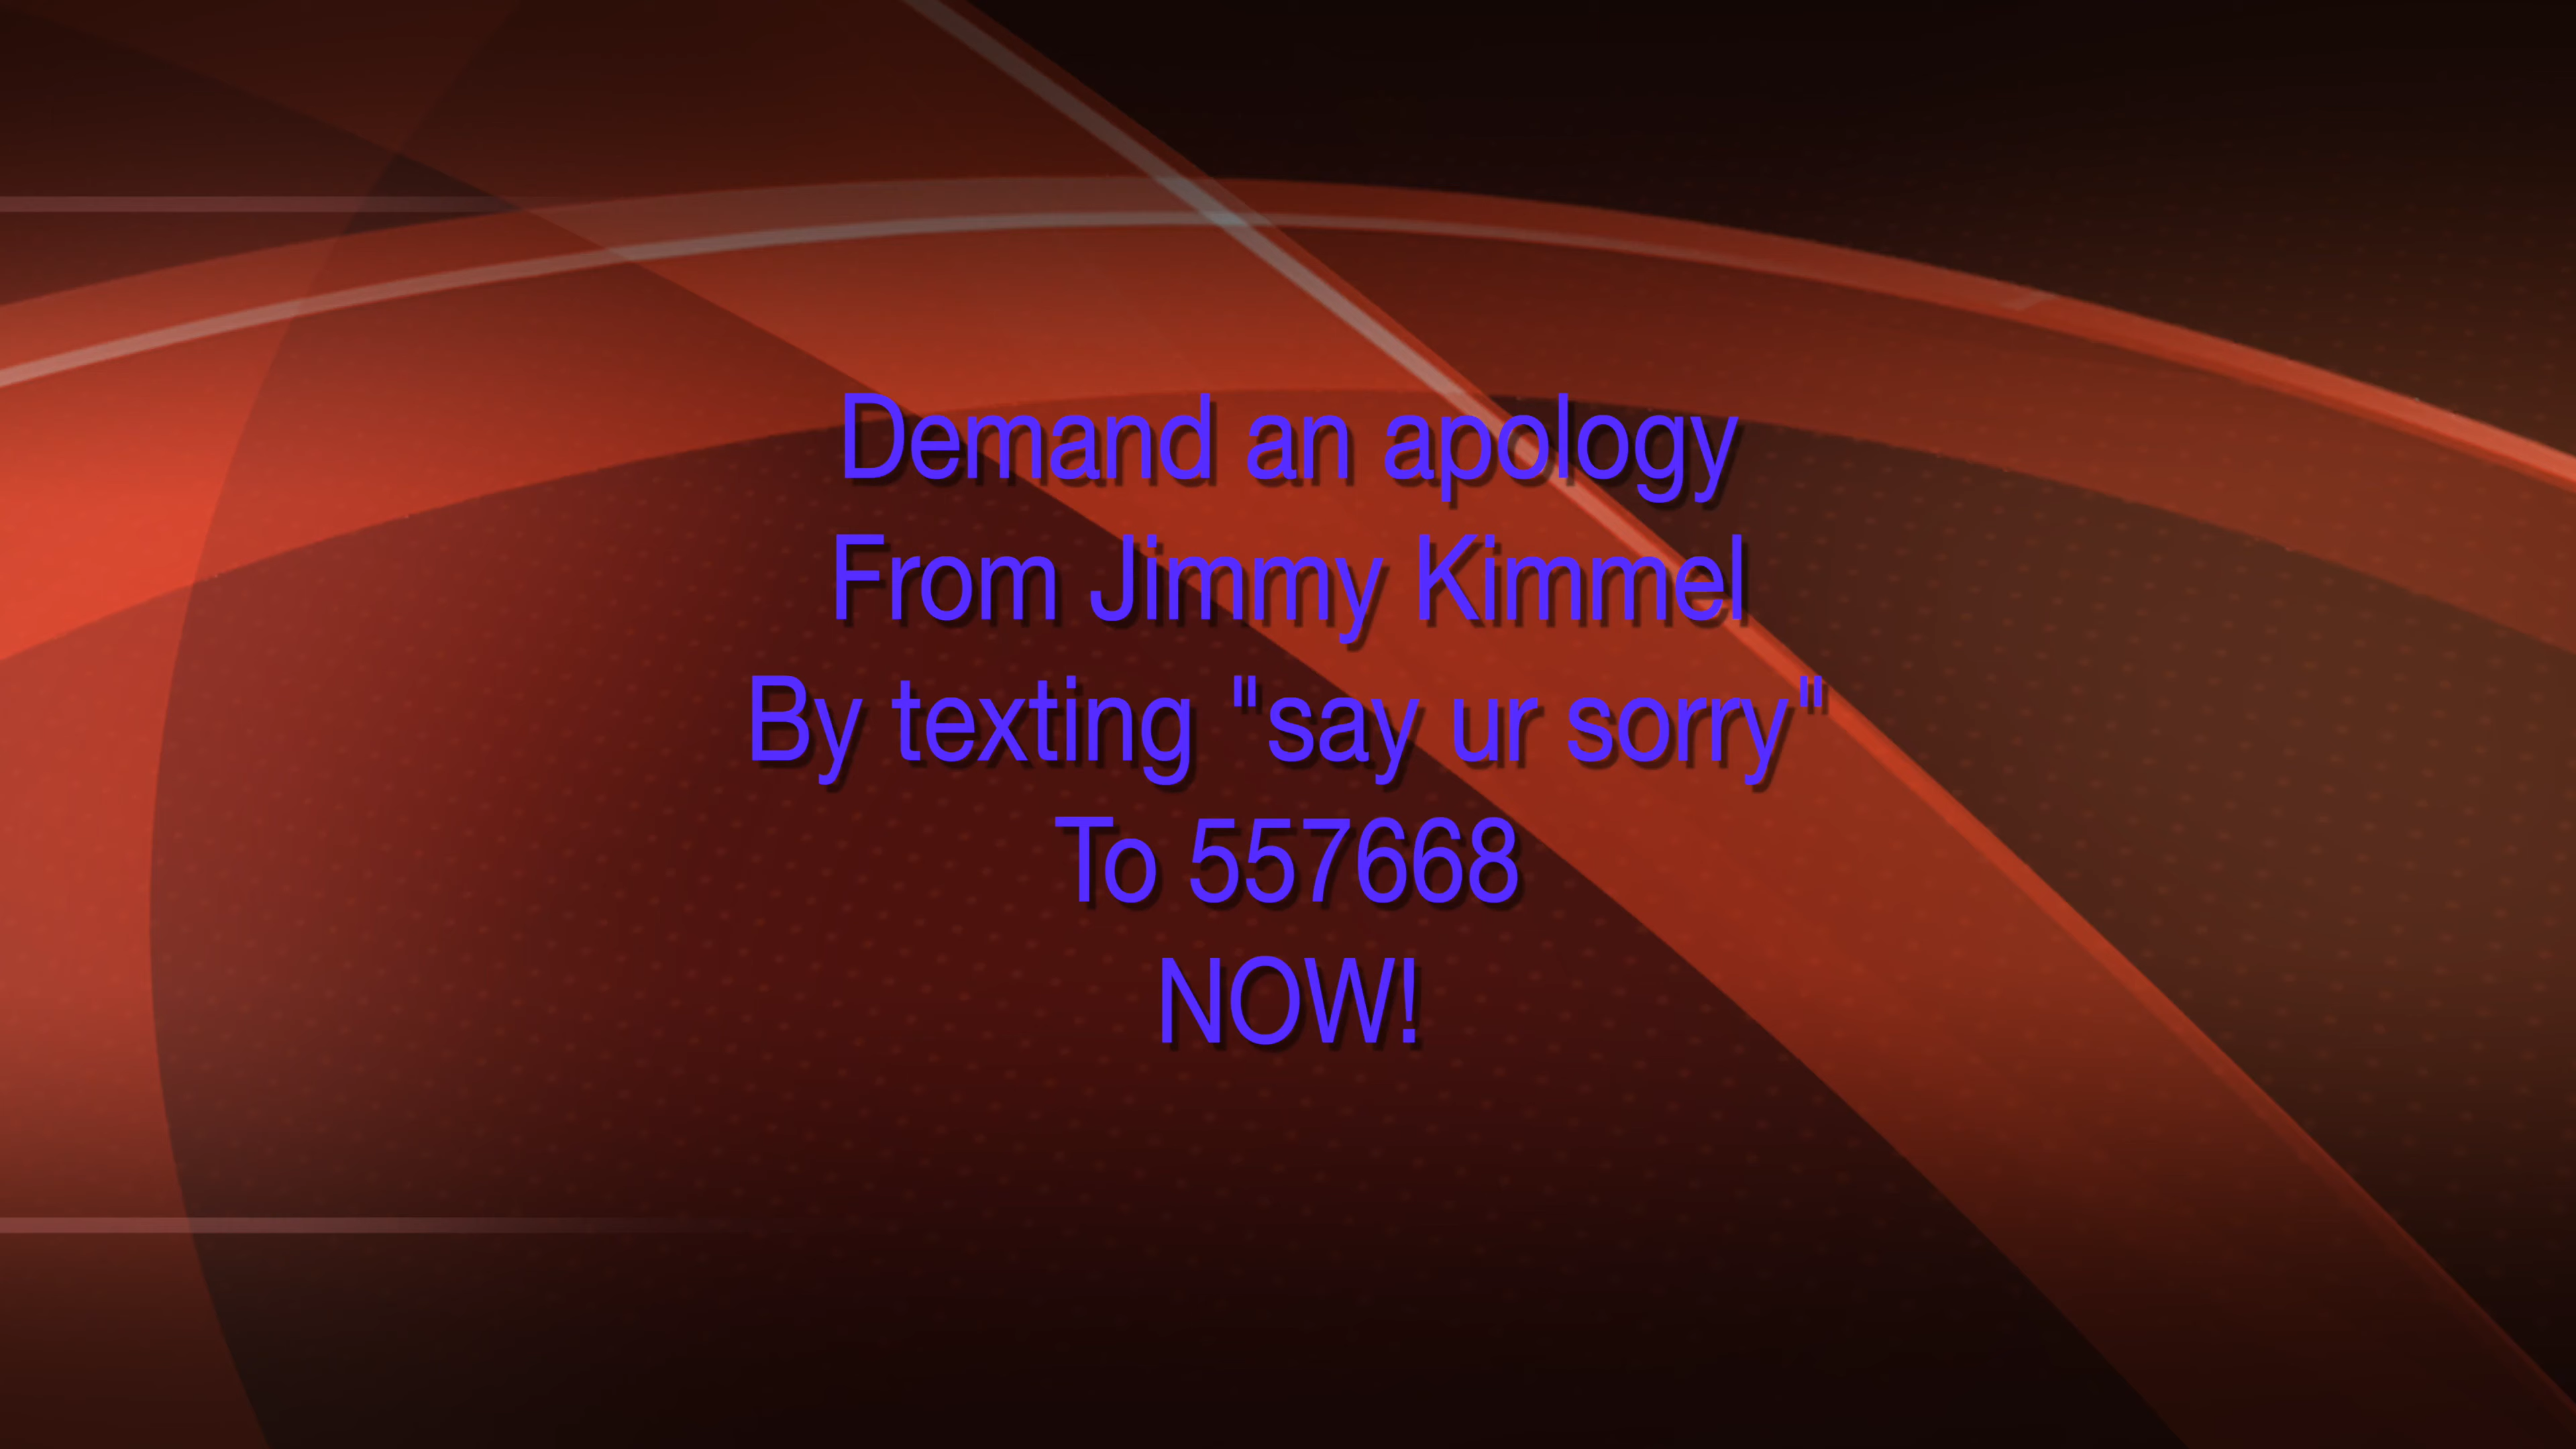 Demand an apology
From Jimmy Kimmel
By texting "say ur sorry"
To 557668
NOW!